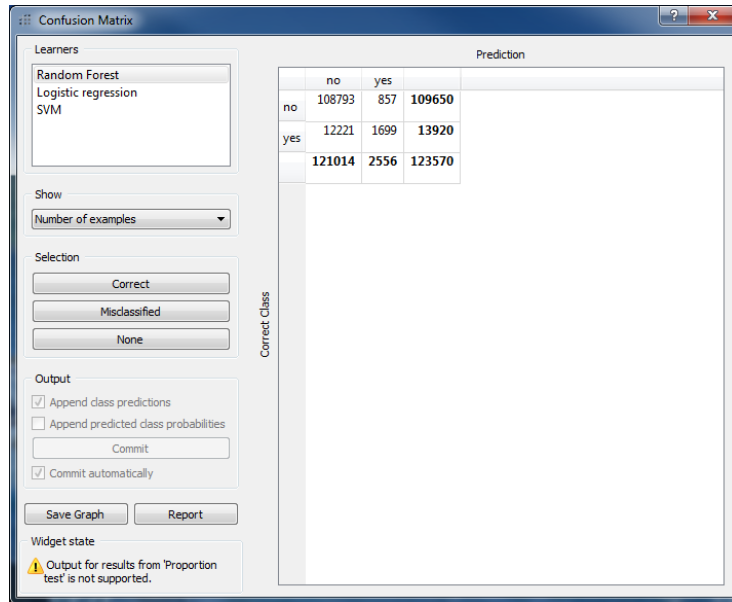 Confusion Matrix
?
X
Learners
Random Forest
Logistic regression
SVM
Show
Number of examples
Selection
Correct
Misclassified
None
Output
Append class predictions
Append predicted class probabilities
Commit
Commit automatically
Save Graph Report
Widget state
Output for results from 'Proportion
test' is not supported.
Prediction
no yes
no 108793 857 109650
yes 12221 1699 13920
121014 2556 123570
Correct Class